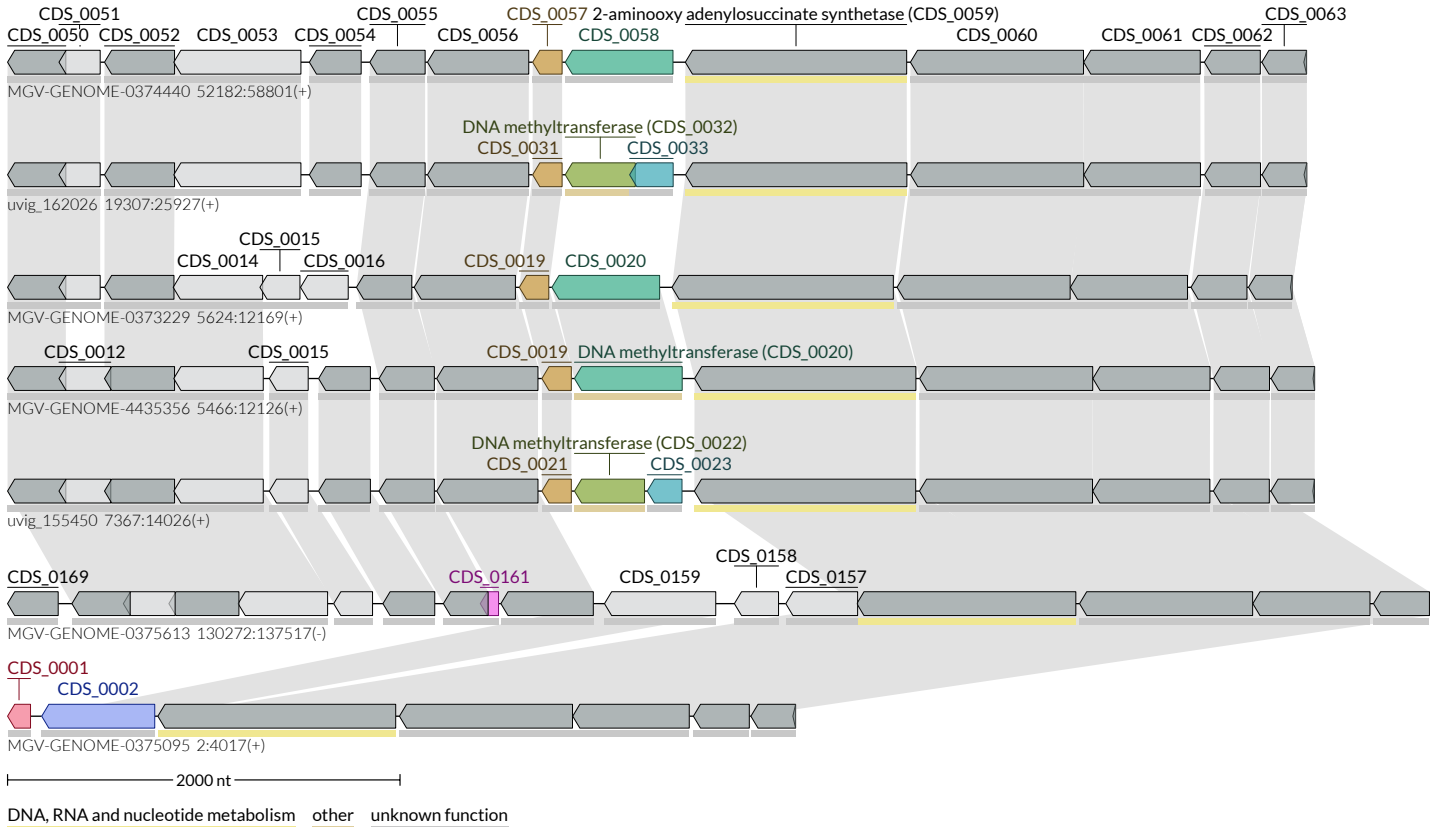 CDS_0051 CDS_0055 CDS_0057 2-aminooxy adenylosuccinate synthetase (CDS_0059) CDS_0063
CDS_0050 CDS_0052 CDS_0053 CDS_0054 CDS_0056 CDS_0058 CDS_0060 CDS_0061 CDS_0062
MGV-GENOME-0374440 52182:58801(+)
DNA methyltransferase (CDS_0032)
CDS_0031 CDS_0033
uvig_162026 19307:25927(+)
CDS_0015
CDS_0014 CDS_0016 CDS_0019 CDS_0020
MGV-GENOME-0373229 5624:12169(+)
CDS_0012 CDS_0015 CDS_0019 DNA methyltransferase (CDS_0020)
MGV-GENOME-4435356 5466:12126(+)
DNA methyltransferase (CDS_0022)
CDS_0021 CDS_0023
uvig_155450 7367:14026(+)
CDS_0158
CDS_0169 CDS_0161 CDS_0159 CDS_0157
MGV-GENOME-0375613 130272:137517(-)
CDS_0001
CDS_0002
MGV-GENOME-0375095 2:4017(+)
2000 nt
DNA, RNA and nucleotide metabolism other unknown function